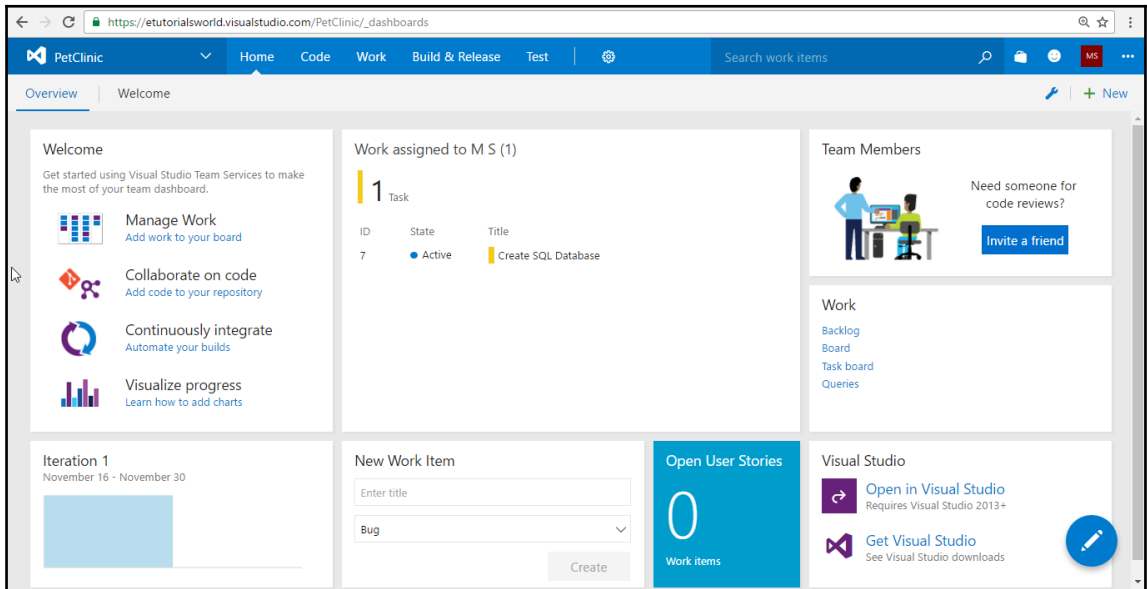 https://etutorialsworld.visualstudio.com/PetClinic/_dashboards
PetClinic Home Code Work Build & Release Test Search work items MS
Overview Welcome New
Welcome
Get started using Visual Studio Team Services to make
the most of your team dashboard.
Manage Work
Add work to your board
Collaborate on code
Add code to your repository
Continuously integrate
Automate your builds
Visualize progress
Learn how to add charts
Work assigned to M S (1)
1 Task
ID State Title
7 Active Create SQL Database
Team Members
Need someone for
code reviews?
Invite a friend
Work
Backlog
Board
Task board
Queries
Iteration 1
November 16 - November 30
New Work Item
Enter title
Bug
Create
Open User Stories
0
Work items
Visual Studio
Open in Visual Studio
Requires Visual Studio 2013+
Get Visual Studio
See Visual Studio downloads